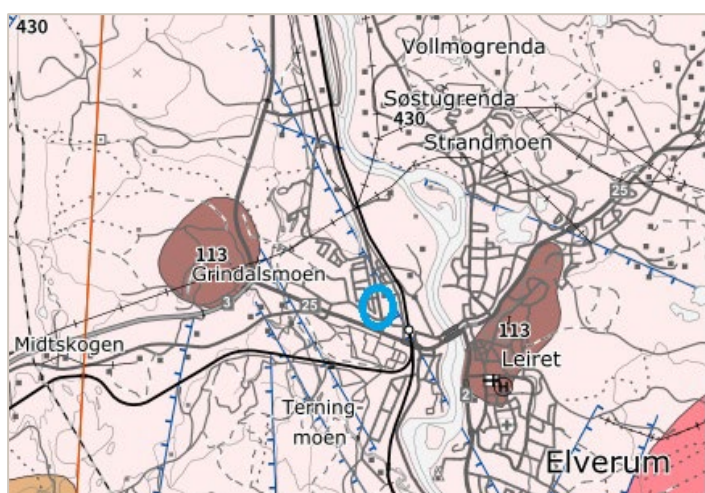 430
Vollmogrenda
Søstugrenda
430
Strandmoen
25
113
Grindalsmoen
3
25
113
Midtskogen
Leiret
H
2
Terning-
moen
Elverum